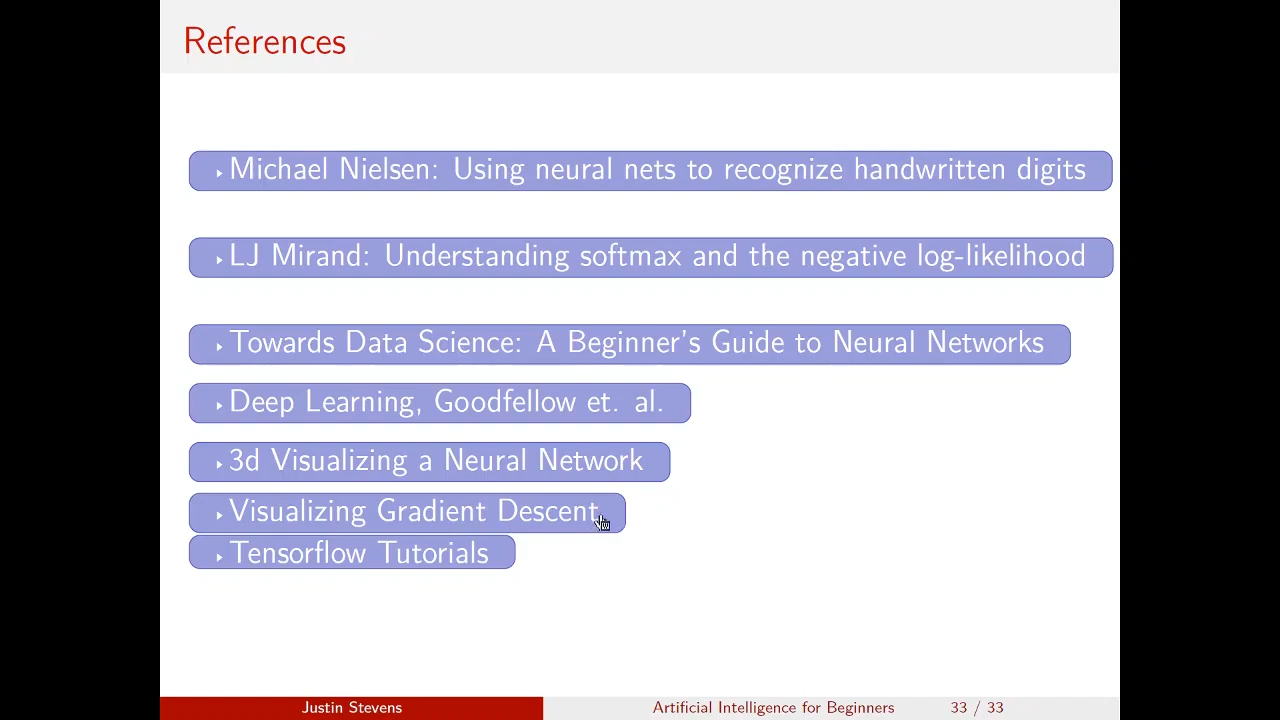 References
Michael Nielsen: Using neural nets to recognize handwritten digits
LJ Mirand: Understanding softmax and the negative log-likelihood
Towards Data Science: A Beginner's Guide to Neural Networks
Deep Learning, Goodfellow et. al.
3d Visualizing a Neural Network
Visualizing Gradient Descent
Tensorflow Tutorials
Justin Stevens
Artificial Intelligence for Beginners
33 / 33